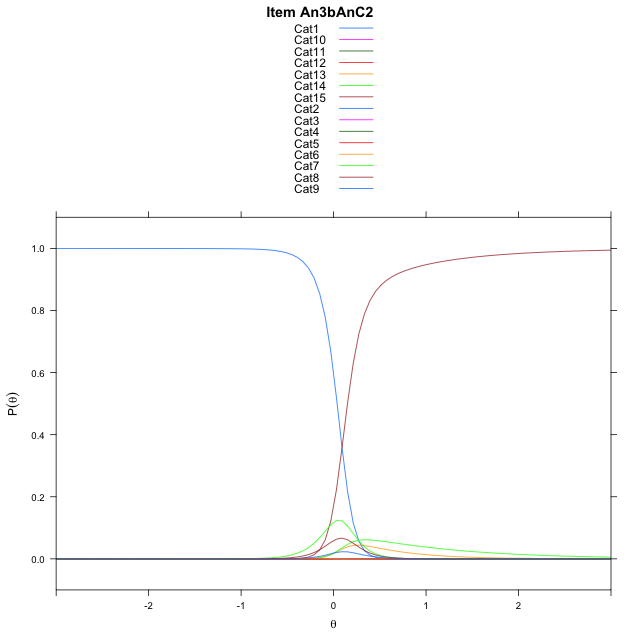 Item An3bAnC2
Cat1
Cat10
Cat11
Cat12
Cat13
Cat14
Cat15
Cat2
Cat3
Cat4
Cat5
Cat6
Cat7
Cat8
Cat9
1.0
0.8
0.6
0.4
0.2
0.0
P(θ)
-2 -1 0 1 2
θ